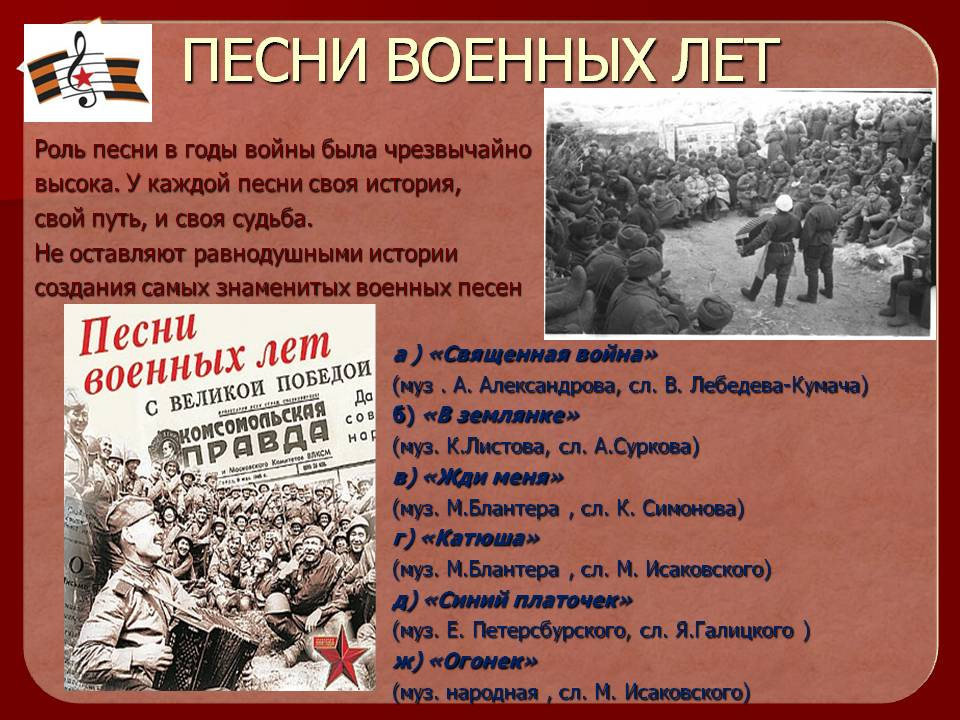 ПЕСНИ ВОЕННЫХ ЛЕТ
Роль песни в годы войны была чрезвычайно
высока. У каждой песни своя история,
свой путь, и своя судьба.
Не оставляют равнодушными истории
создания самых знаменитых военных песен
Песни
военных лет
С ВЕЛИКОЙ ПОБЕДОЙ
КОМСОМОЛЬСКАЯ
ПРАВДА
и Московского Комитетов ВЛКСМ
а ) «Священная война»
(муз . А. Александрова, сл. В. Лебедева-Кумача)
б) «В землянке»
(муз. К.Листова, сл. А.Суркова)
в) «Жди меня»
(муз. М.Блантера , сл. К. Симонова)
г) «Катюша»
(муз. М.Блантера , сл. М. Исаковского)
д) «Синий платочек»
(муз. Е. Петерсбурского, сл. Я.Галицкого )
ж) «Огонек»
(муз. народная , сл. М. Исаковского)